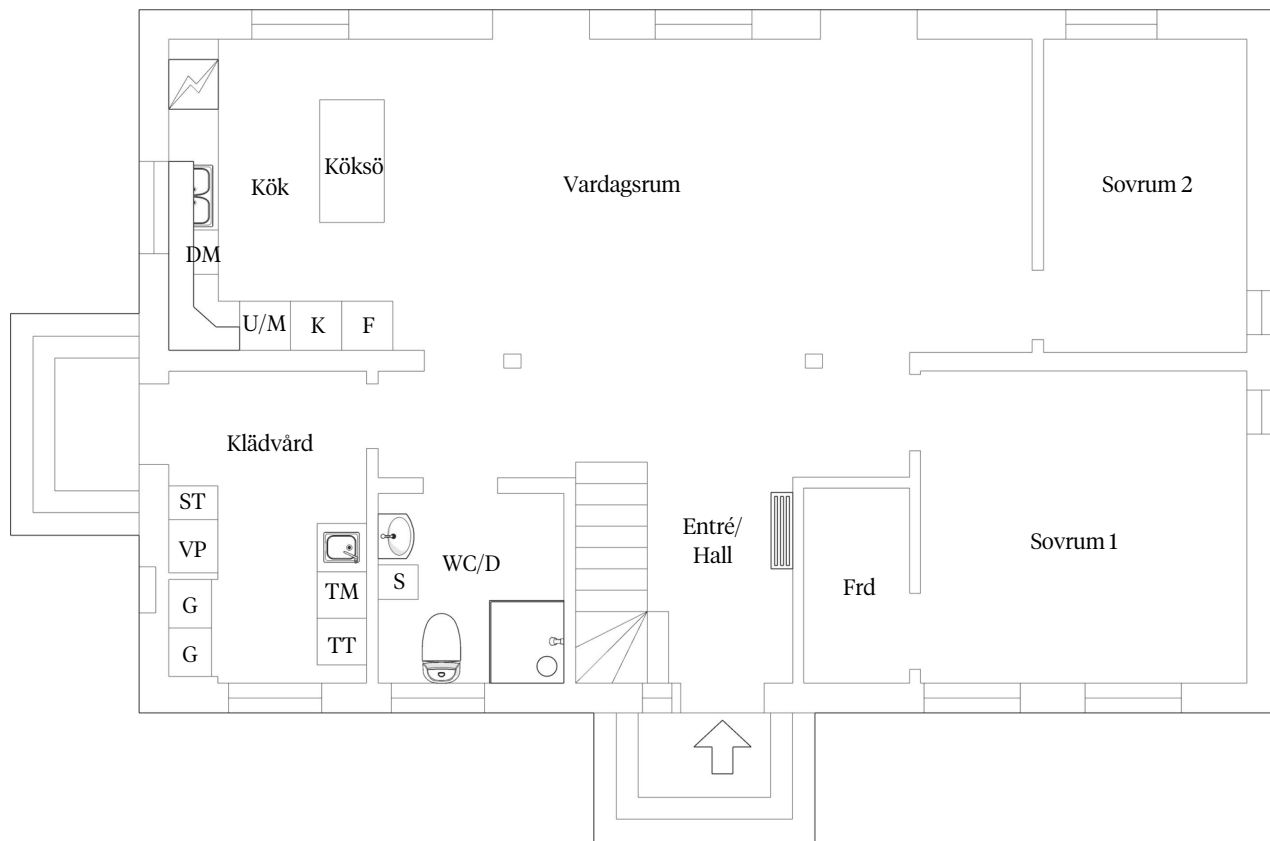 Köksö
Kök
Vardagsrum
Sovrum 2
DM
U/M
K
F
Klädvård
ST
VP
G
G
TM
TT
S
WC/D
Entré/
Hall
Frd
Sovrum 1